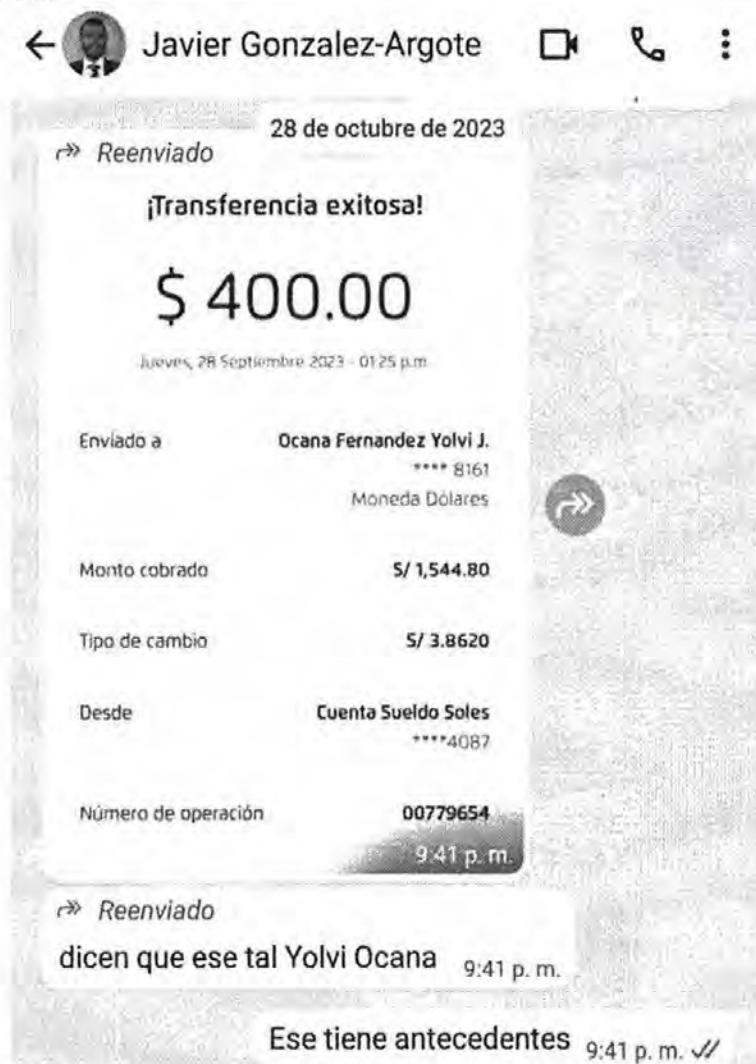 Javier Gonzalez-Argote
28 de octubre de 2023
Reenviado
¡Transferencia exitosa!
$ 400.00
Jueves, 28 Septiembre 2023 - 01:25 p.m.
Enviado a Ocana Fernandez Yolvi J.
**** 8161
Moneda Dólares
Monto cobrado S/ 1,544.80
Tipo de cambio S/ 3.8620
Desde Cuenta Sueldo Soles
****4087
Número de operación 00779654
9:41 p. m.
Reenviado
dicen que ese tal Yolvi Ocana 9:41 p. m.
Ese tiene antecedentes 9:41 p. m.